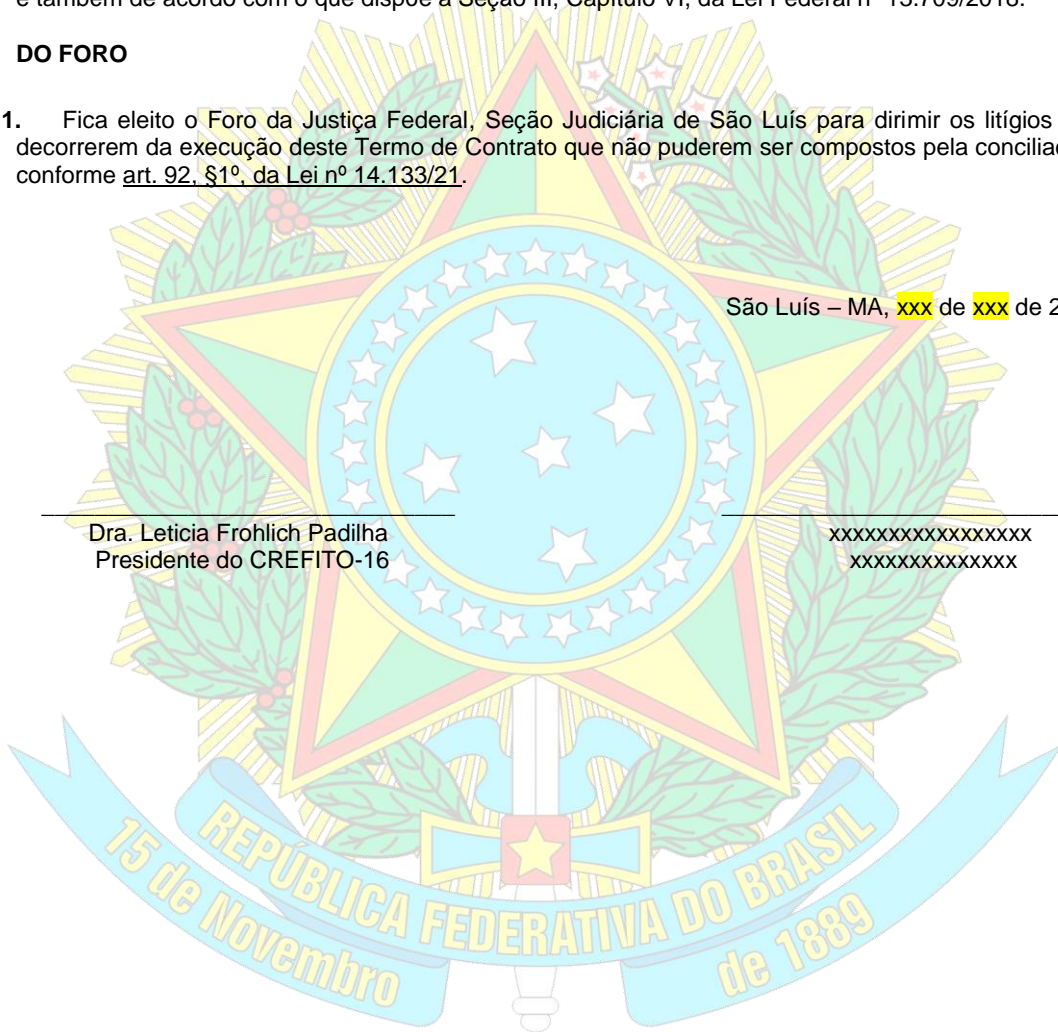 e também de acordo com o que dispõe a Seção III, Capítulo VI, da Lei Federal nº 13.709/2018.
DO FORO
1. Fica eleito o Foro da Justiça Federal, Seção Judiciária de São Luís para dirimir os litígios
decorrerem da execução deste Termo de Contrato que não puderem ser compostos pela
conforme art. 92, §1º, da Lei nº 14.133/21.
São Luís – MA, xxx de xxx de
Dra. Leticia Frohlich Padilha
Presidente do CREFITO-16
xxxxxxxxxxxxxxxxx
xxxxxxxxxxxxxx
REPÚBLICA FEDERATIVA DO BRASIL
15 de Novembro
de 1889